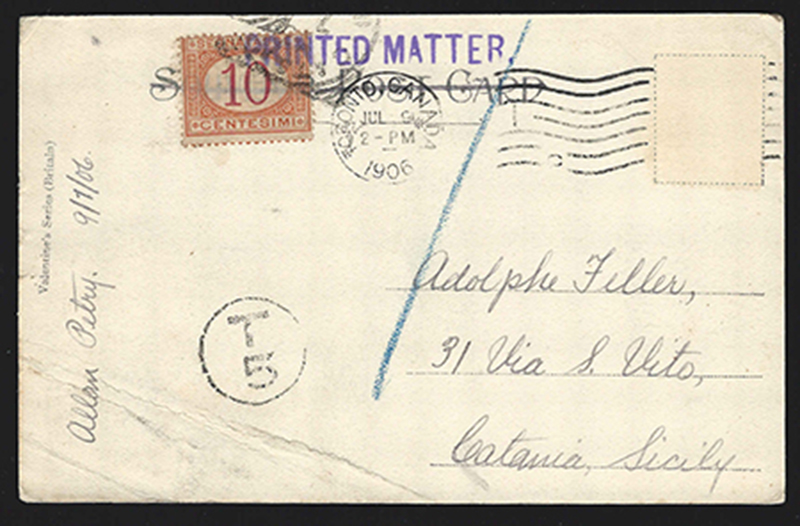 PRINTED MATTER
10
CENTESIMI
POST CARD
TORONTO, CANADA
JUL 9
2-PM
1906
Valentine's Series (Britain)
Allan Petry. 9/7/06.
T
5
Adolphe Feller,
31 Via S. Vito,
Catania, Sicily